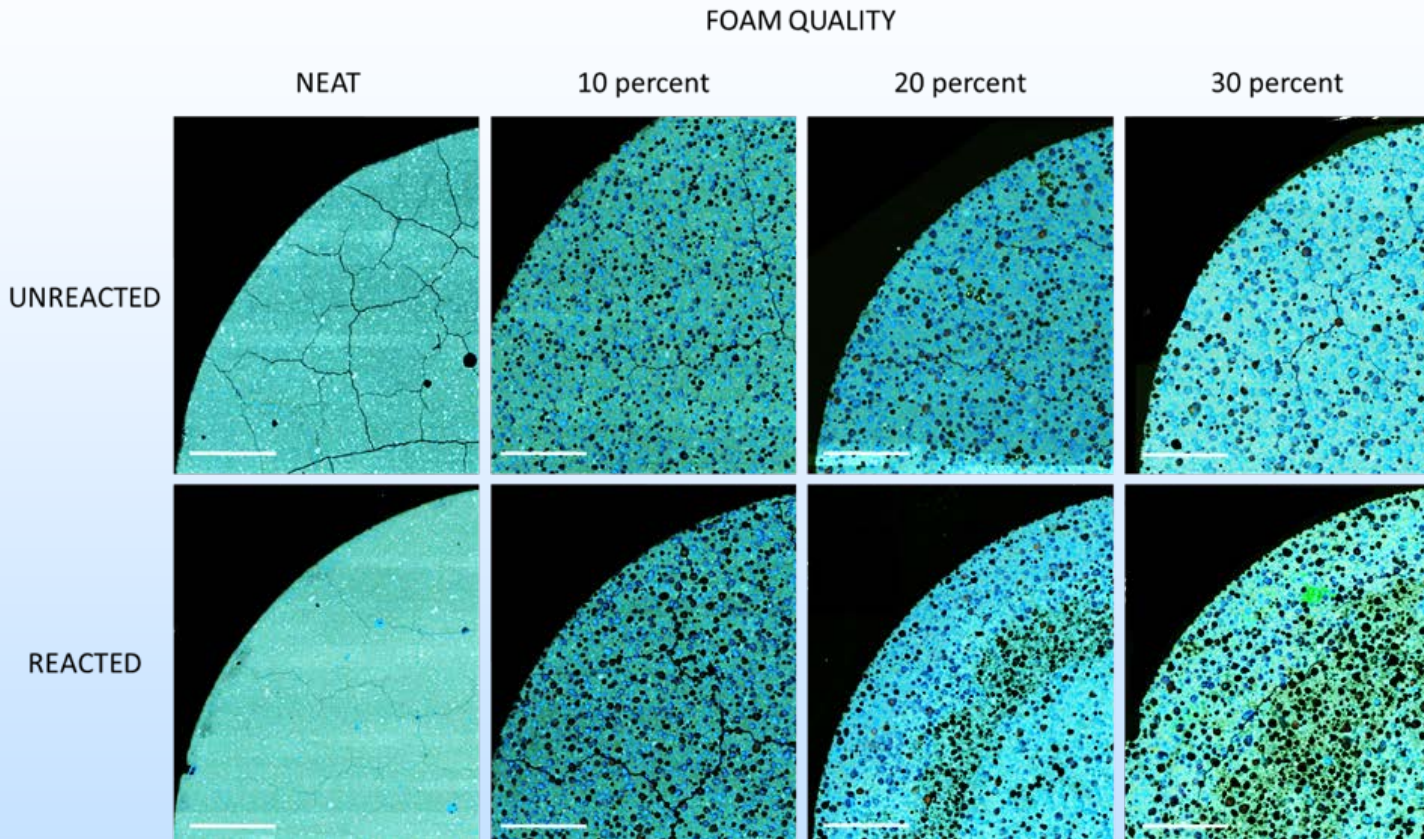 FOAM QUALITY
NEAT
10 percent
20 percent
30 percent
UNREACTED
REACTED